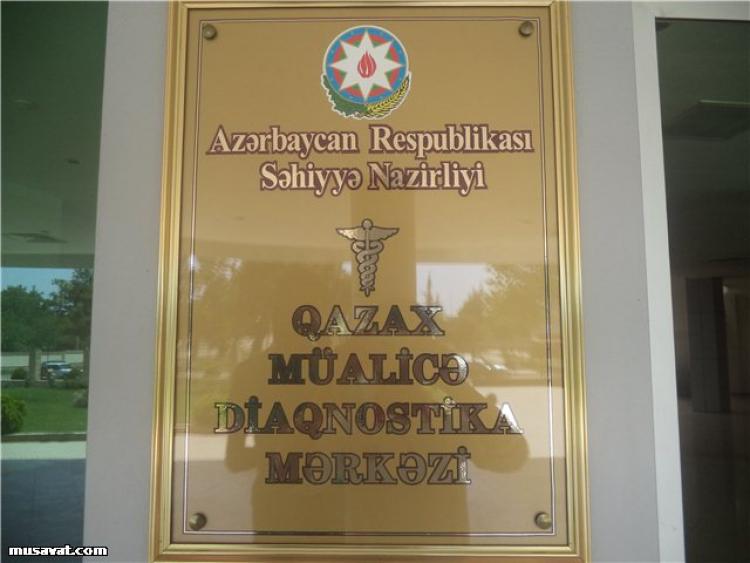 Azərbaycan Respublikası
Səhiyyə Nazirliyi
QAZAX
MÜALİCƏ
DİAQNOSTİKA
MƏRKƏZİ
musavat.com